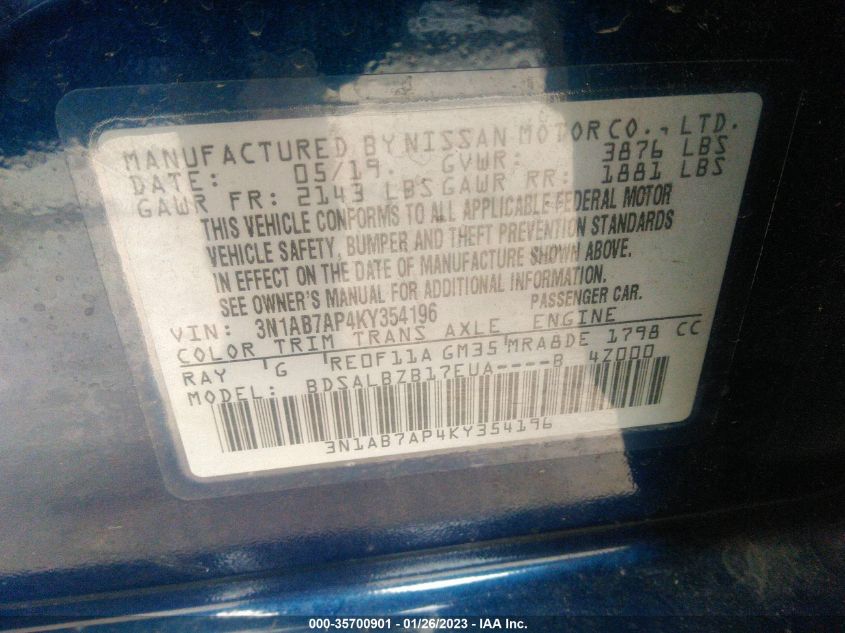 MANUFACTURED BY NISSAN MOTOR CO., LTD.
DATE: 05/19. GVWR: 3876 LBS
GAWR FR: 2143 LBS GAWR RR: 1881 LBS
THIS VEHICLE CONFORMS TO ALL APPLICABLE FEDERAL MOTOR
VEHICLE SAFETY, BUMPER AND THEFT PREVENTION STANDARDS
IN EFFECT ON THE DATE OF MANUFACTURE SHOWN ABOVE.
SEE OWNER'S MANUAL FOR ADDITIONAL INFORMATION.
VIN: 3N1AB7AP4KY354196 PASSENGER CAR.
COLOR TRIM TRANS AXLE ENGINE
RAY G RE0F11A GM35 MRA8DE 1798 CC
MODEL: BDSALBZB17EUA----B 4Z000
3N1AB7AP4KY354196
000-35700901 - 01/26/2023 - IAA Inc.